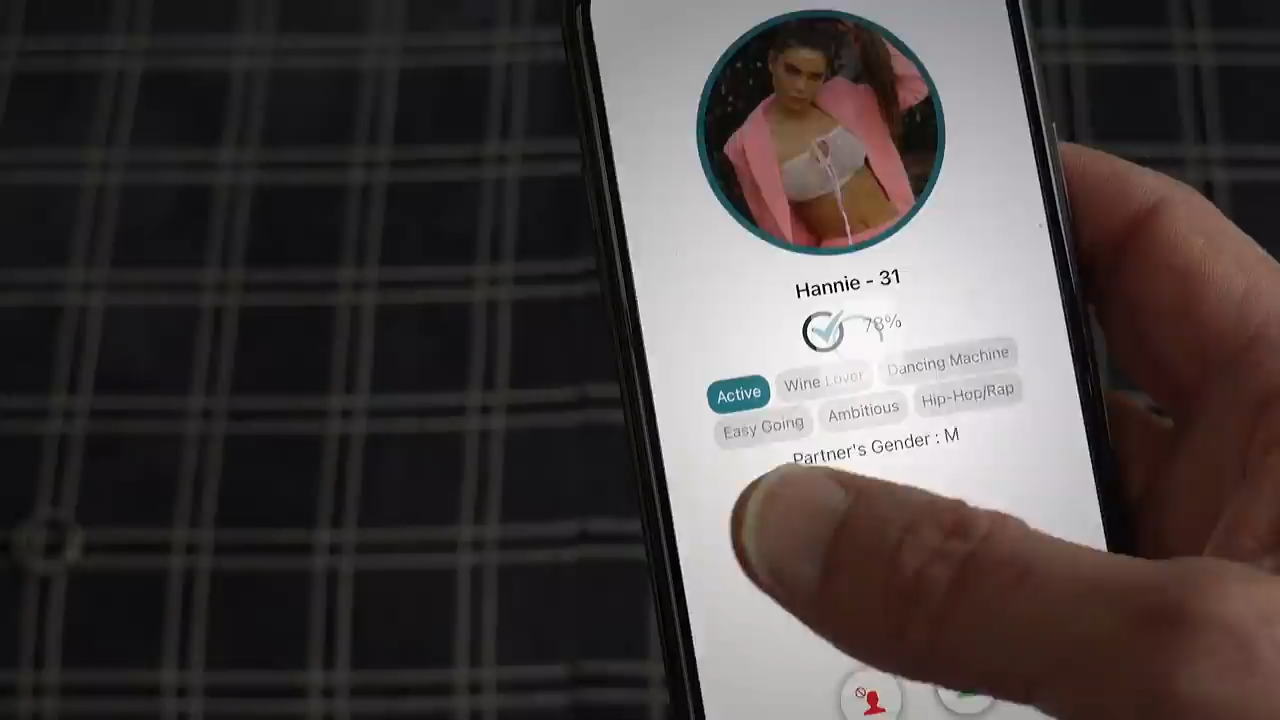 Hannie - 31
78%
Active Wine Lover Dancing Machine
Easy Going Ambitious Hip-Hop/Rap
Partner's Gender : M